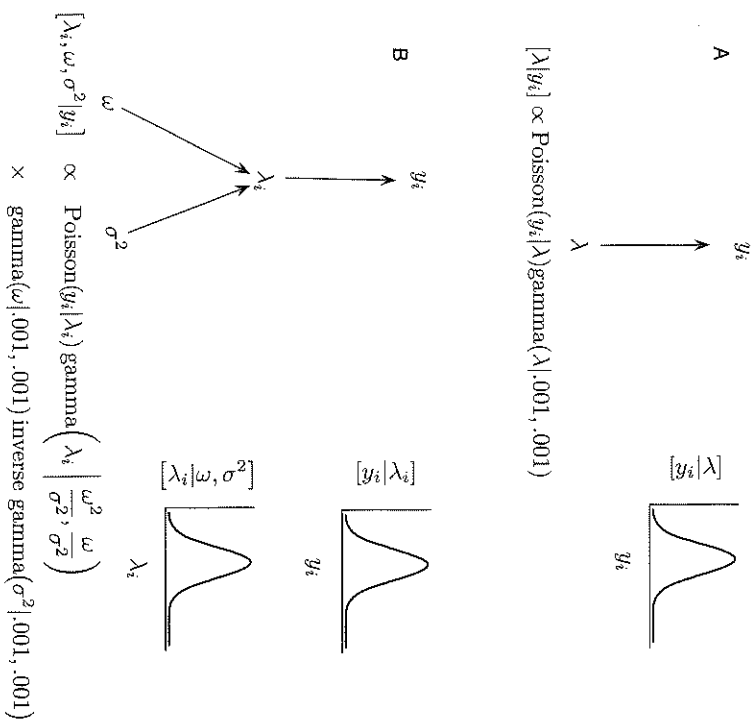 A
y_i
λ
[y_i|λ]
y_i
[λ|y_i] ∝ Poisson(y_i|λ)gamma(λ|.001, .001)
B
y_i
λ_i
ω
σ^2
[y_i|λ_i]
y_i
[λ_i|ω, σ^2]
λ_i
[λ_i, ω, σ^2|y_i] ∝ Poisson(y_i|λ_i) gamma(λ_i | ω^2/σ^2, ω/σ^2)
× gamma(ω|.001, .001) inverse gamma(σ^2|.001, .001)